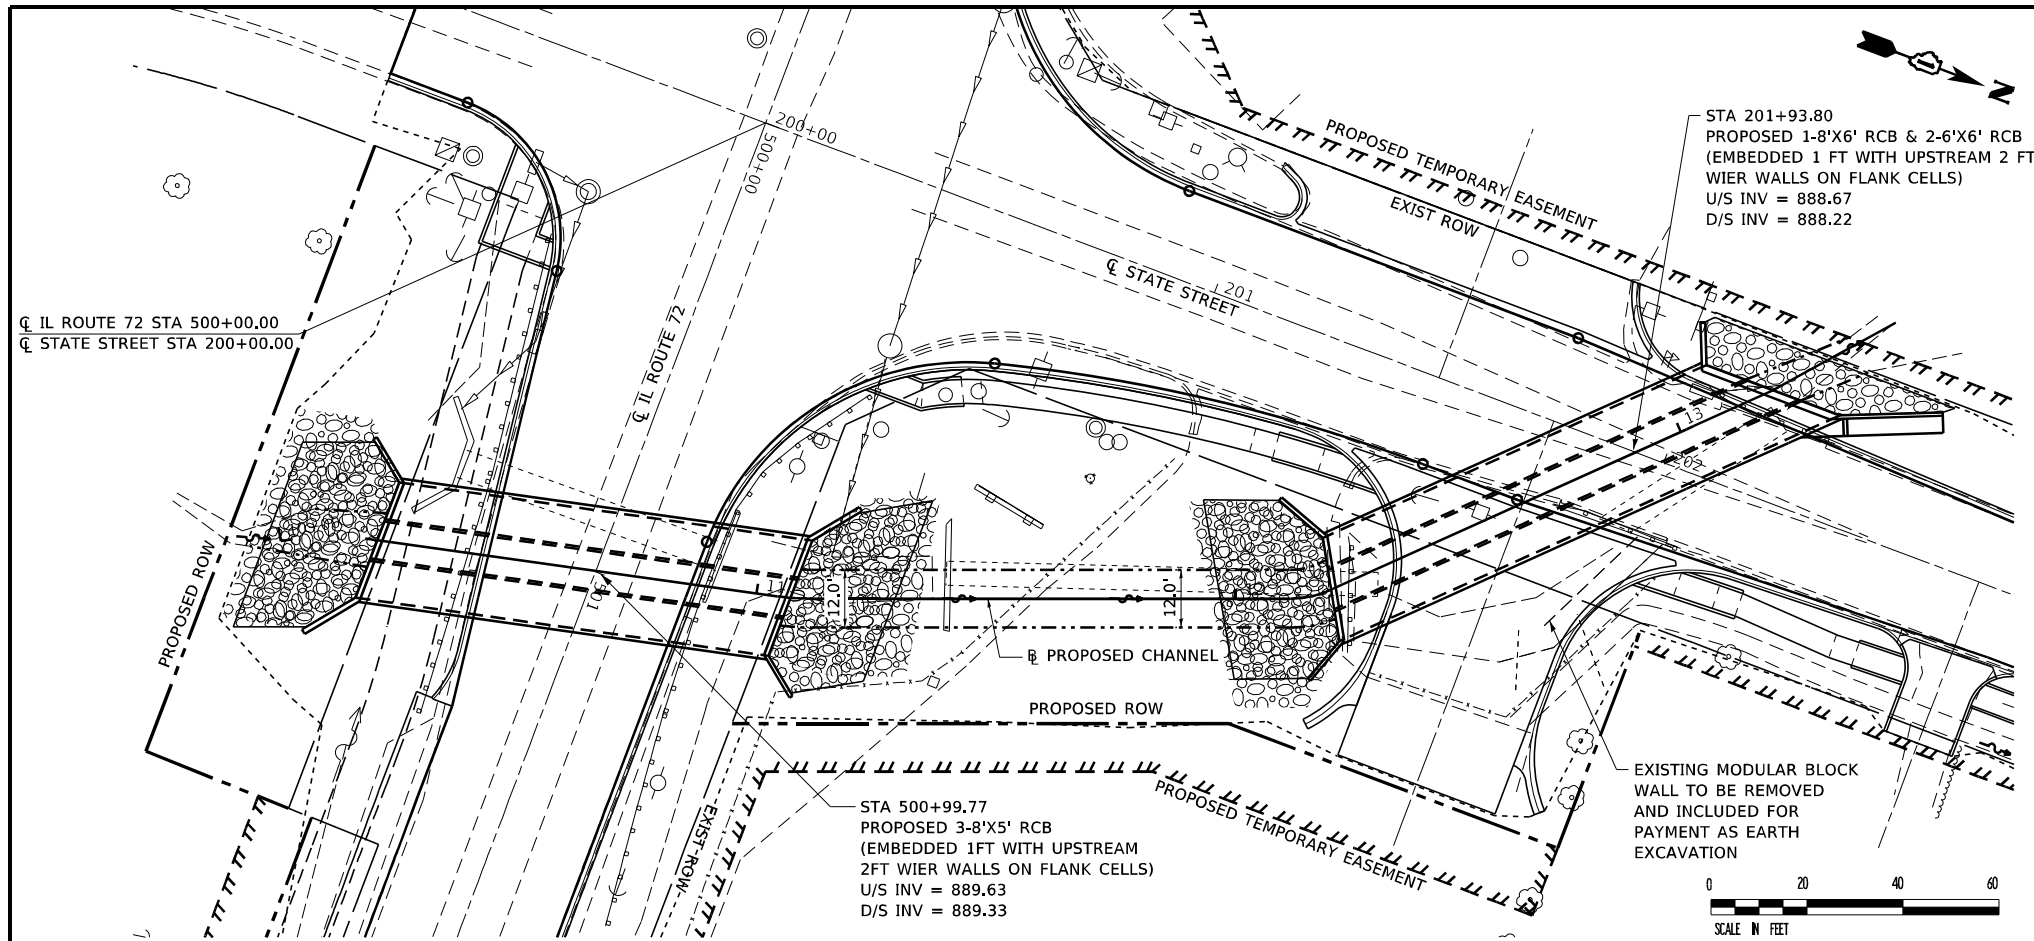 N
STA 201+93.80
PROPOSED 1-8'X6' RCB & 2-6'X6' RCB
(EMBEDDED 1 FT WITH UPSTREAM 2 FT
WIER WALLS ON FLANK CELLS)
U/S INV = 888.67
D/S INV = 888.22
200+00
500+00
PROPOSED TEMPORARY EASEMENT
EXIST ROW
℄ STATE STREET
201
℄ IL ROUTE 72 STA 500+00.00
℄ STATE STREET STA 200+00.00
℄ IL ROUTE 72
13
202
PROPOSED ROW
501
11
12.0'
12.0'
PROPOSED CHANNEL
PROPOSED ROW
EXIST ROW
PROPOSED TEMPORARY EASEMENT
STA 500+99.77
PROPOSED 3-8'X5' RCB
(EMBEDDED 1FT WITH UPSTREAM
2FT WIER WALLS ON FLANK CELLS)
U/S INV = 889.63
D/S INV = 889.33
EXISTING MODULAR BLOCK
WALL TO BE REMOVED
AND INCLUDED FOR
PAYMENT AS EARTH
EXCAVATION
0 20 40 60
SCALE IN FEET